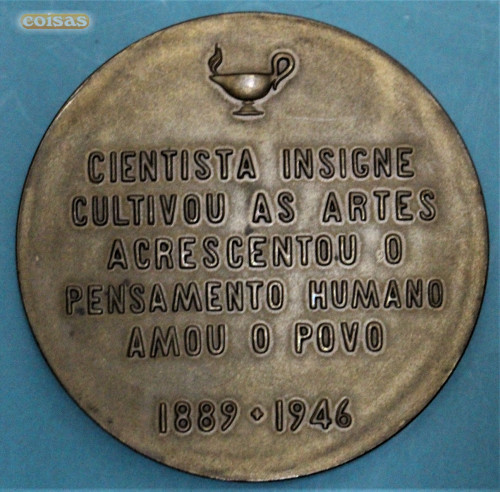 coisas
CIENTISTA INSIGNE
CULTIVOU AS ARTES
ACRESCENTOU O
PENSAMENTO HUMANO
AMOU O POVO
1889 + 1946